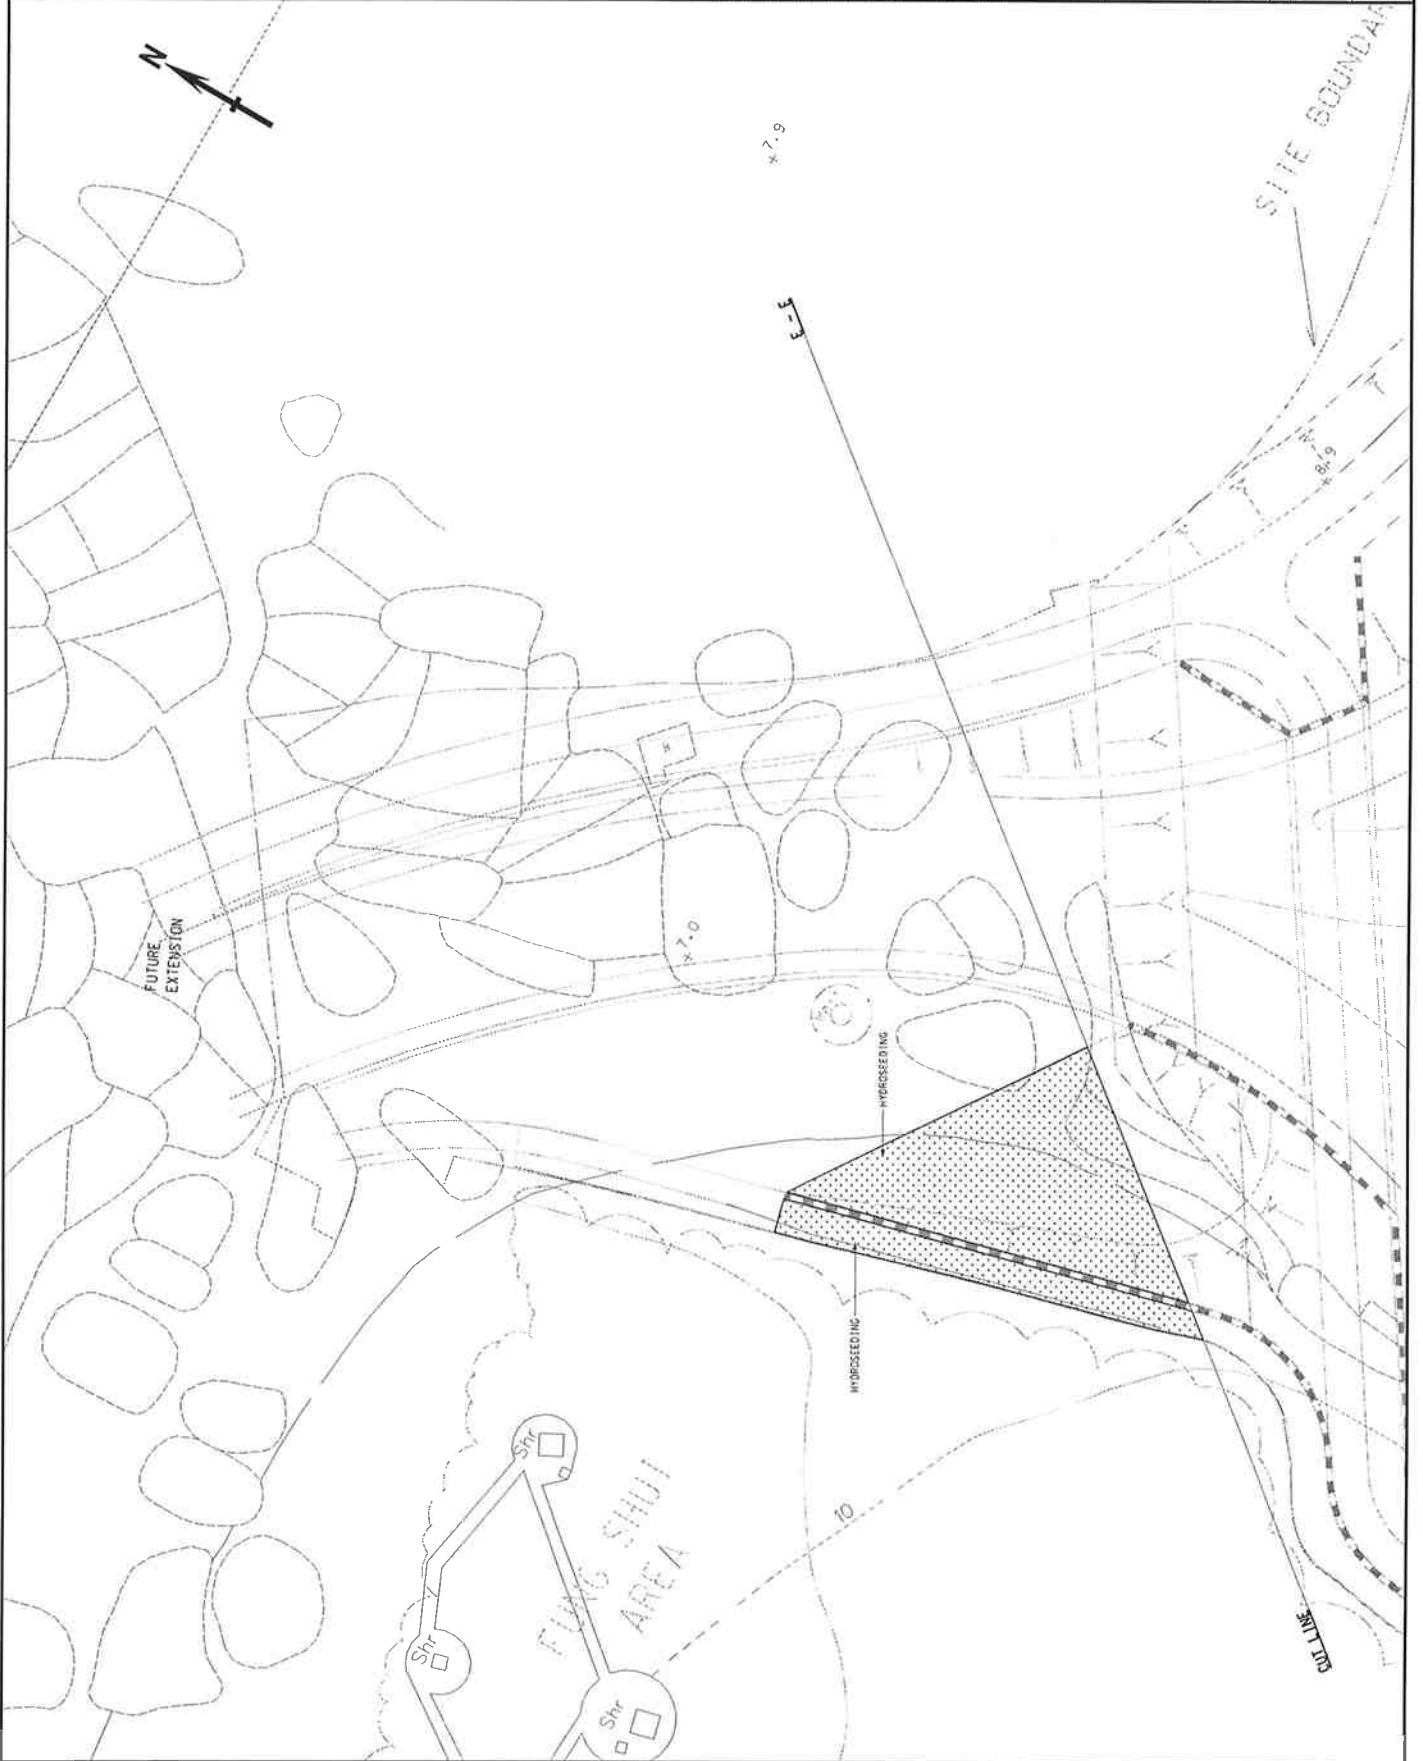 N
+7.9
SITE BOUNDAR
E - E
+8.9
FUTURE
EXTENSION
+7.0
HYDROSEEDING
HYDROSEEDING
Shr
FUNG SHUI
AREA
10
Shr
Shr
CUT LINE